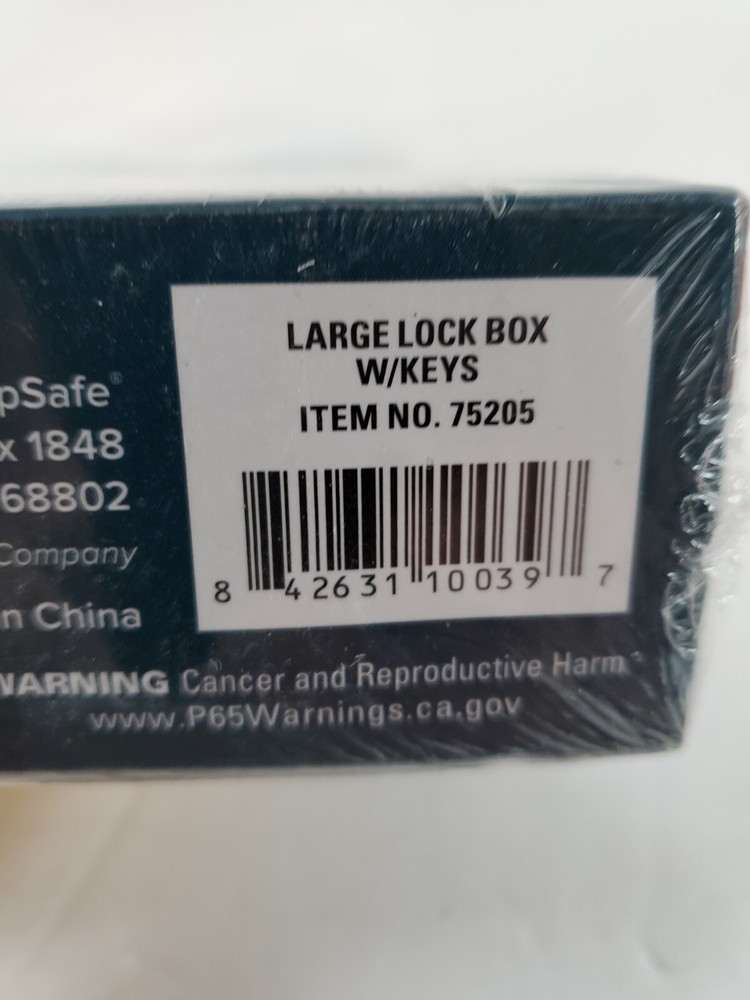 LARGE LOCK BOX
W/KEYS
ITEM NO. 75205
8 42631 10039 7
pSafe®
x 1848
68802
Company
n China
WARNING Cancer and Reproductive Harm
www.P65Warnings.ca.gov